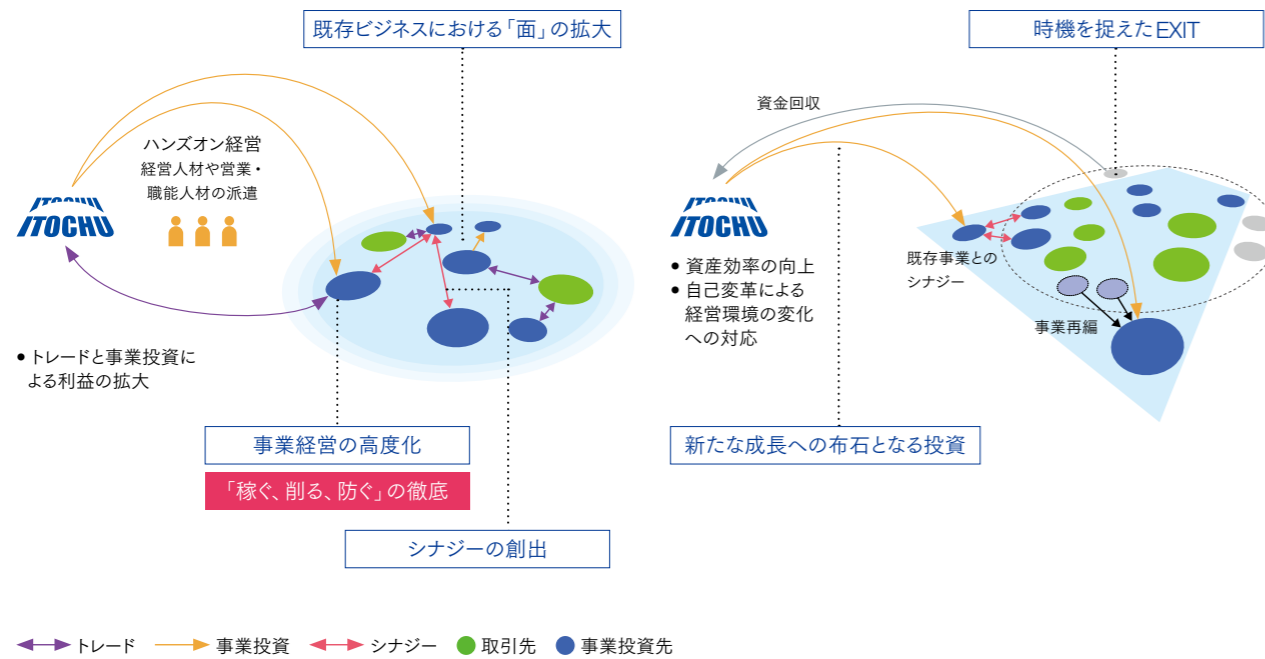 既存ビジネスにおける「面」の拡大
時機を捉えたEXIT
資金回収
ハンズオン経営
経営人材や営業・
職能人材の派遣
ITOCHU
ITOCHU
ITOCHU
ITOCHU
• トレードと事業投資に
よる利益の拡大
• 資産効率の向上
• 自己変革による
経営環境の変化
への対応
既存事業との
シナジー
事業再編
事業経営の高度化
「稼ぐ、削る、防ぐ」の徹底
シナジーの創出
新たな成長への布石となる投資
トレード
事業投資
シナジー
取引先
事業投資先